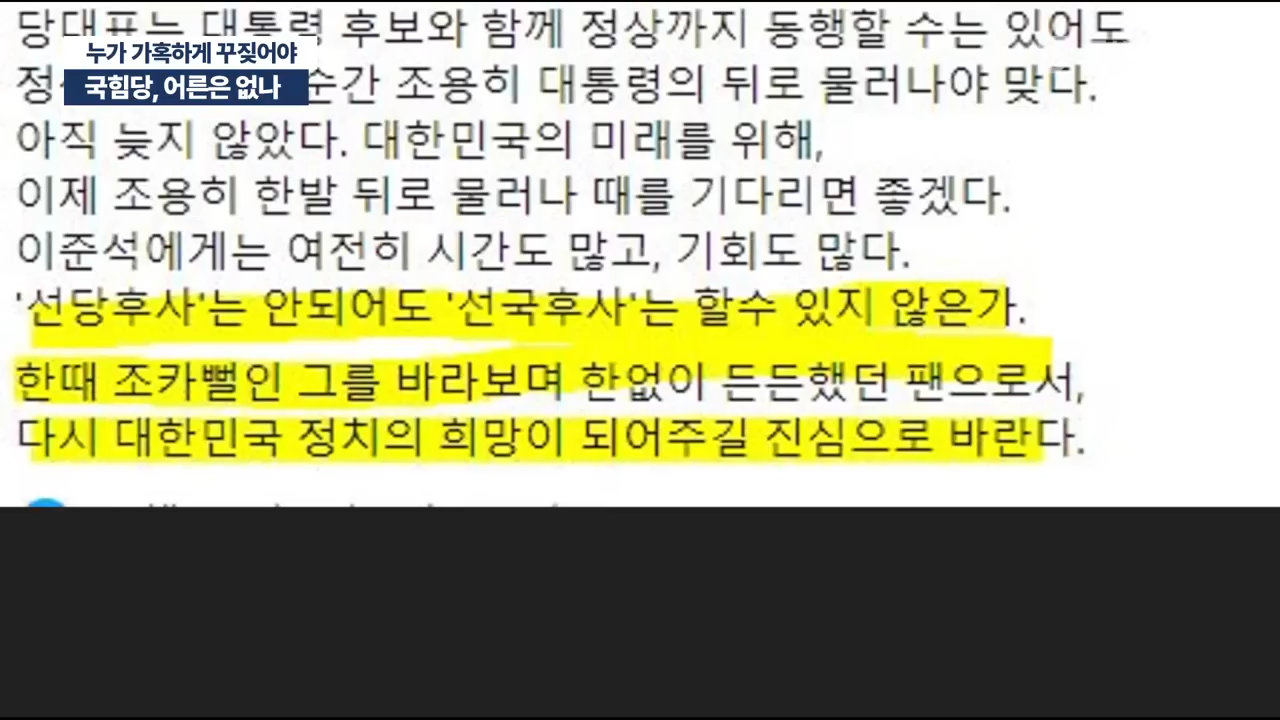 당대표는 대통령 후보와 함께 정상까지 동행할 수는 있어도
누가 가혹하게 꾸짖어야
국힘당, 어른은 없나
정 순간 조용히 대통령의 뒤로 물러나야 맞다.
아직 늦지 않았다. 대한민국의 미래를 위해,
이제 조용히 한발 뒤로 물러나 때를 기다리면 좋겠다.
이준석에게는 여전히 시간도 많고, 기회도 많다.
'선당후사'는 안되어도 '선국후사'는 할수 있지 않은가.
한때 조카뻘인 그를 바라보며 한없이 든든했던 팬으로서,
다시 대한민국 정치의 희망이 되어주길 진심으로 바란다.